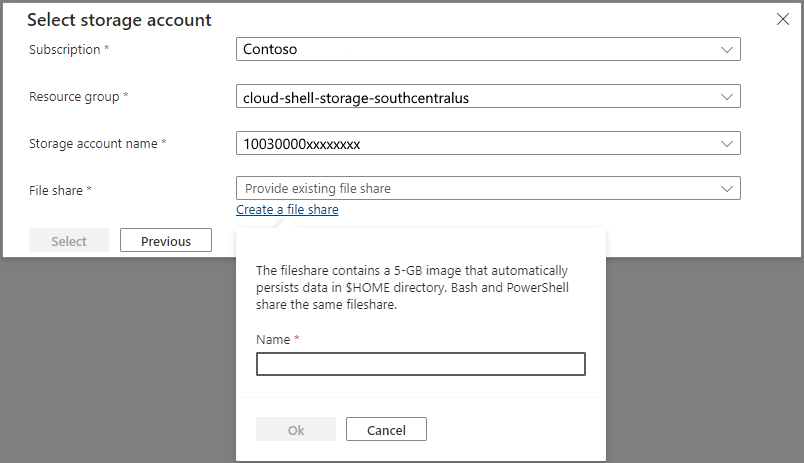 Select storage account
Subscription *
Contoso
Resource group *
cloud-shell-storage-southcentralus
Storage account name *
10030000xxxxxxxx
File share *
Provide existing file share
Create a file share
Select
Previous
The fileshare contains a 5-GB image that automatically
persists data in $HOME directory. Bash and PowerShell
share the same fileshare.
Name *
Ok
Cancel